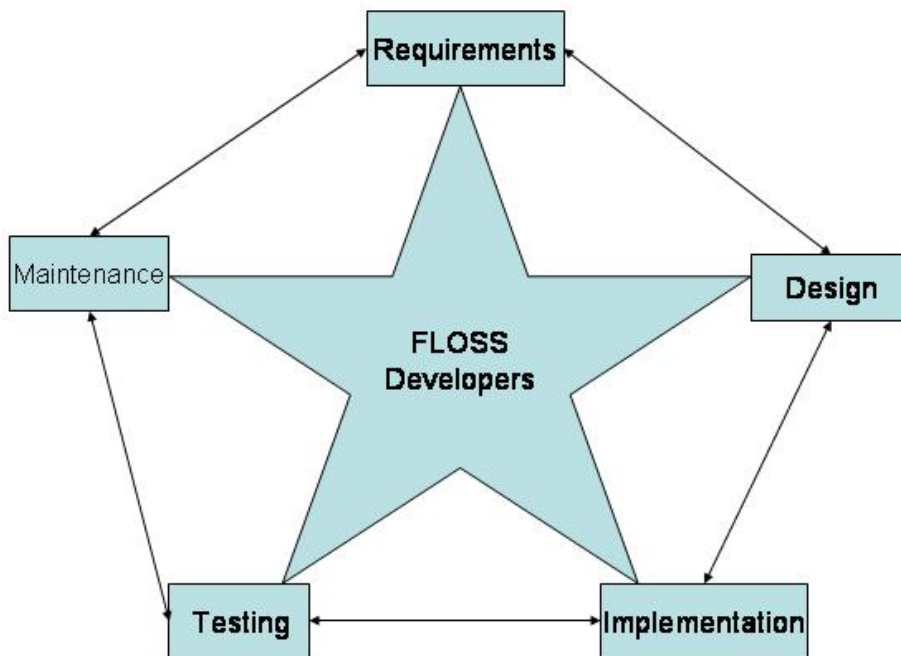 Requirements
Maintenance
Design
FLOSS
Developers
Testing
Implementation